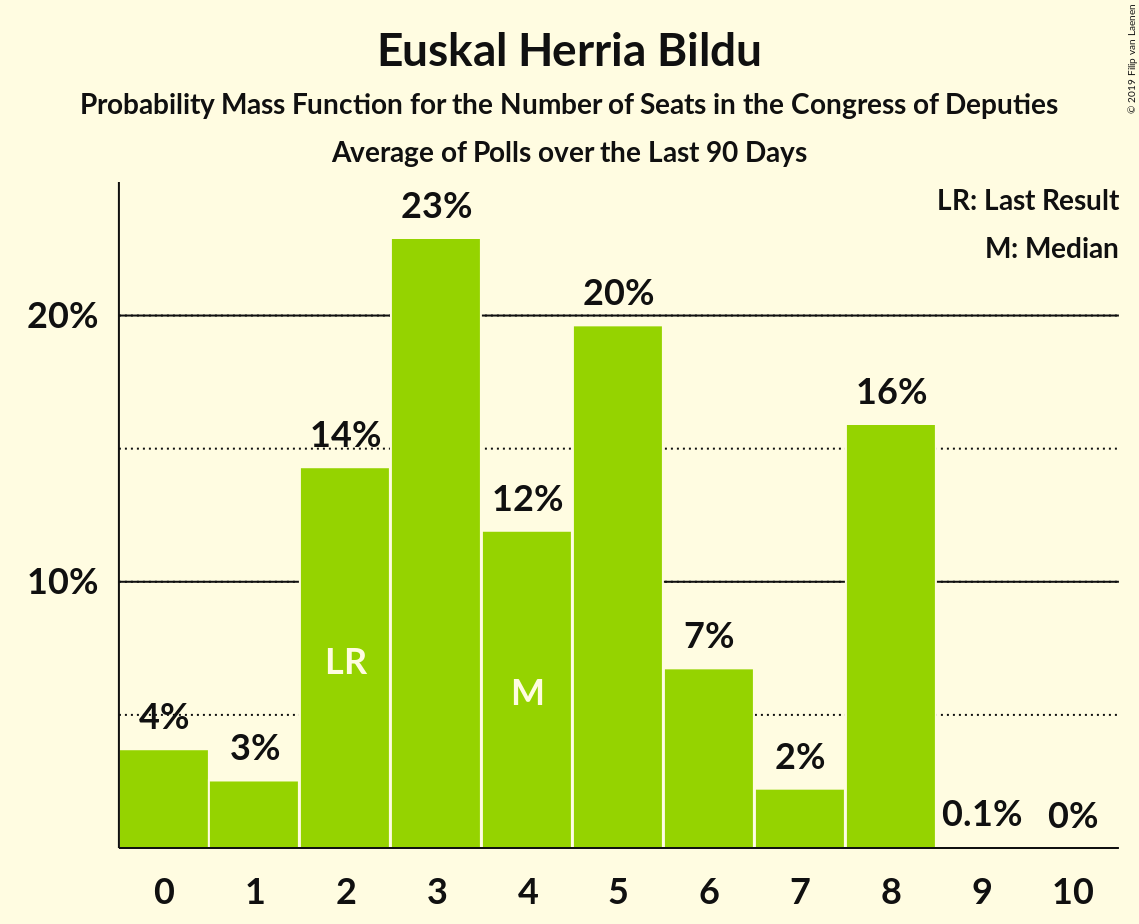 Euskal Herria Bildu
Probability Mass Function for the Number of Seats in the Congress of Deputies
Average of Polls over the Last 90 Days
© 2019 Filip van Laenen
LR: Last Result
M: Median
20%
10%
4%
3%
14%
23%
12%
20%
7%
2%
16%
0.1%
0%
LR
M
0 1 2 3 4 5 6 7 8 9 10